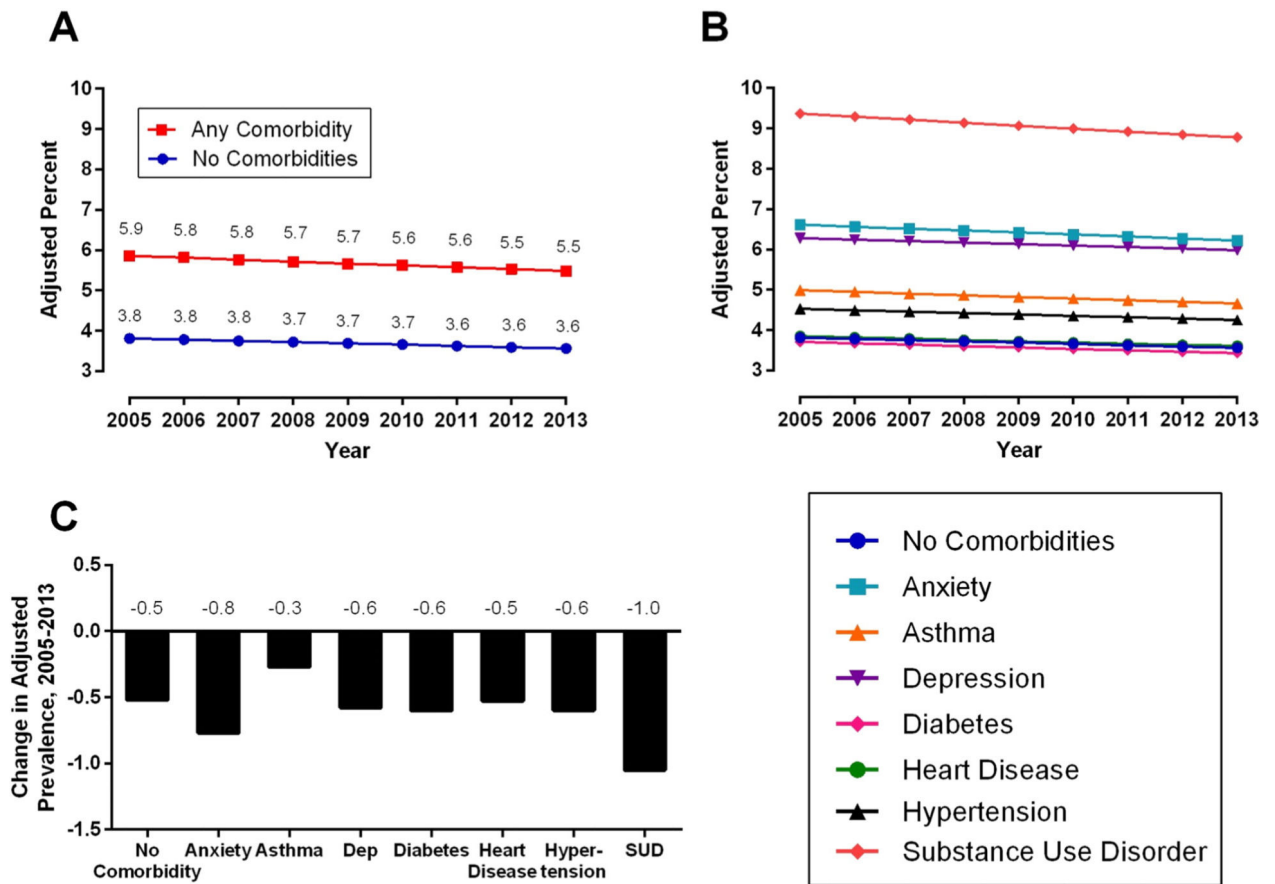 A
Adjusted Percent
10
9
8
7
6
5
4
3
Any Comorbidity
No Comorbidities
5.9 5.8 5.8 5.7 5.7 5.6 5.6 5.5 5.5
3.8 3.8 3.8 3.7 3.7 3.7 3.6 3.6 3.6
2005 2006 2007 2008 2009 2010 2011 2012 2013
Year
B
Adjusted Percent
10
9
8
7
6
5
4
3
2005 2006 2007 2008 2009 2010 2011 2012 2013
Year
C
Change in Adjusted
Prevalence, 2005-2013
0.5
0.0
-0.5
-1.0
-1.5
-0.5 -0.8 -0.3 -0.6 -0.6 -0.5 -0.6 -1.0
No Anxiety Asthma Dep Diabetes Heart Hyper- SUD
Comorbidity Disease tension
No Comorbidities
Anxiety
Asthma
Depression
Diabetes
Heart Disease
Hypertension
Substance Use Disorder